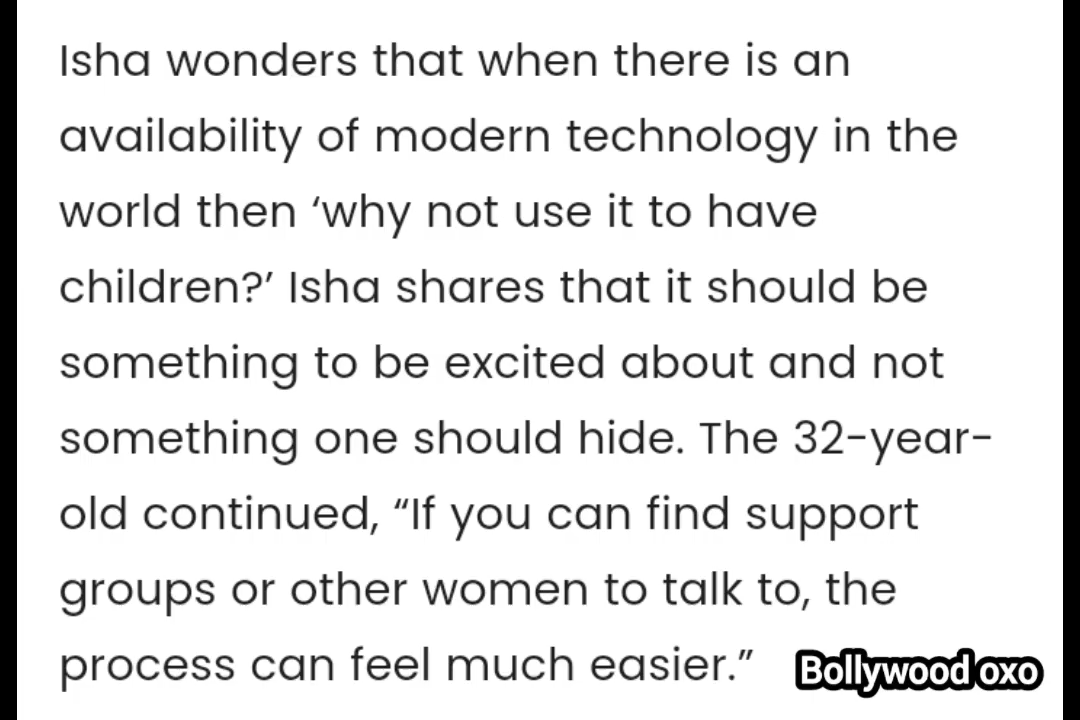 Isha wonders that when there is an
availability of modern technology in the
world then ‘why not use it to have
children?’ Isha shares that it should be
something to be excited about and not
something one should hide. The 32-year-
old continued, “If you can find support
groups or other women to talk to, the
process can feel much easier.”
Bollywood oxo